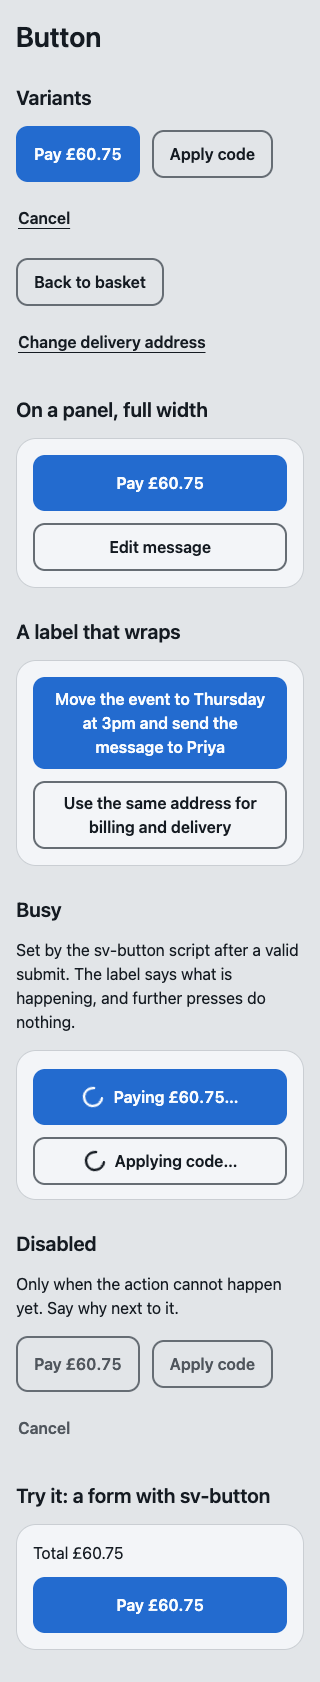 Button
Variants
Pay £60.75
Apply code
Cancel
Back to basket
Change delivery address
On a panel, full width
Pay £60.75
Edit message
A label that wraps
Move the event to Thursday
at 3pm and send the
message to Priya
Use the same address for
billing and delivery
Busy
Set by the sv-button script after a valid
submit. The label says what is
happening, and further presses do
nothing.
Paying £60.75...
Applying code...
Disabled
Only when the action cannot happen
yet. Say why next to it.
Pay £60.75
Apply code
Cancel
Try it: a form with sv-button
Total £60.75
Pay £60.75